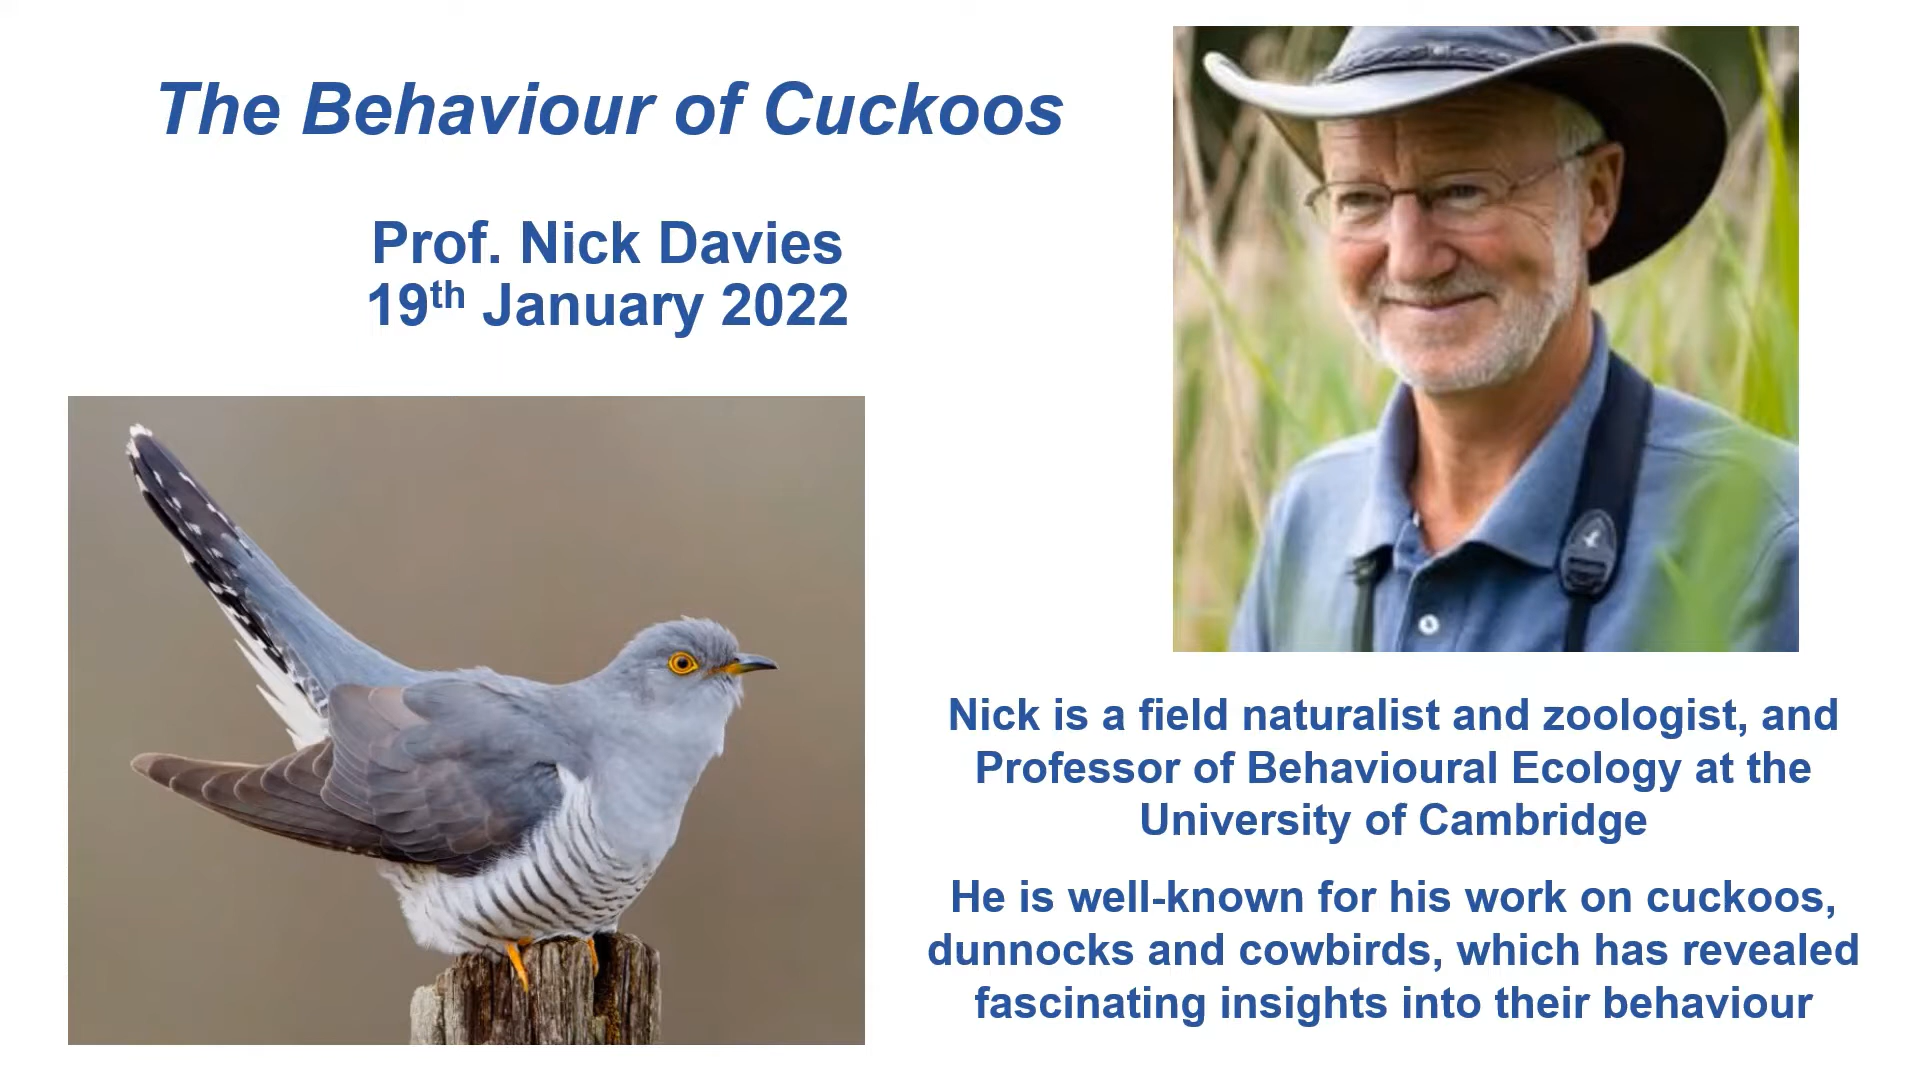 The Behaviour of Cuckoos
Prof. Nick Davies
19th January 2022
Nick is a field naturalist and zoologist, and
Professor of Behavioural Ecology at the
University of Cambridge
He is well-known for his work on cuckoos,
dunnocks and cowbirds, which has revealed
fascinating insights into their behaviour